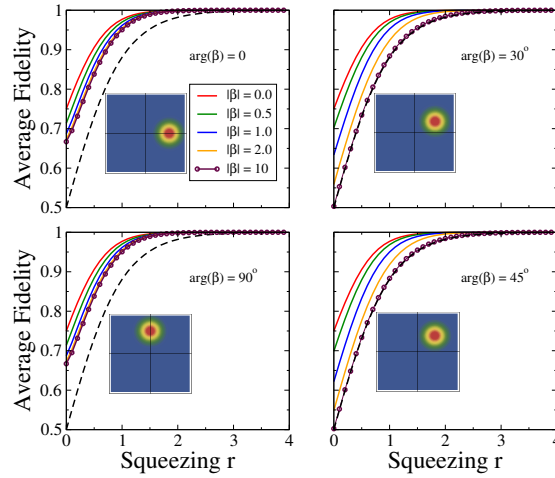 1
0.9
0.8
0.7
0.6
0.5
Average Fidelity
arg(β) = 0
|β| = 0.0
|β| = 0.5
|β| = 1.0
|β| = 2.0
|β| = 10
arg(β) = 30°
1
0.9
0.8
0.7
0.6
0.5
Average Fidelity
arg(β) = 90°
arg(β) = 45°
0 1 2 3 4
0 1 2 3 4
Squeezing r
Squeezing r